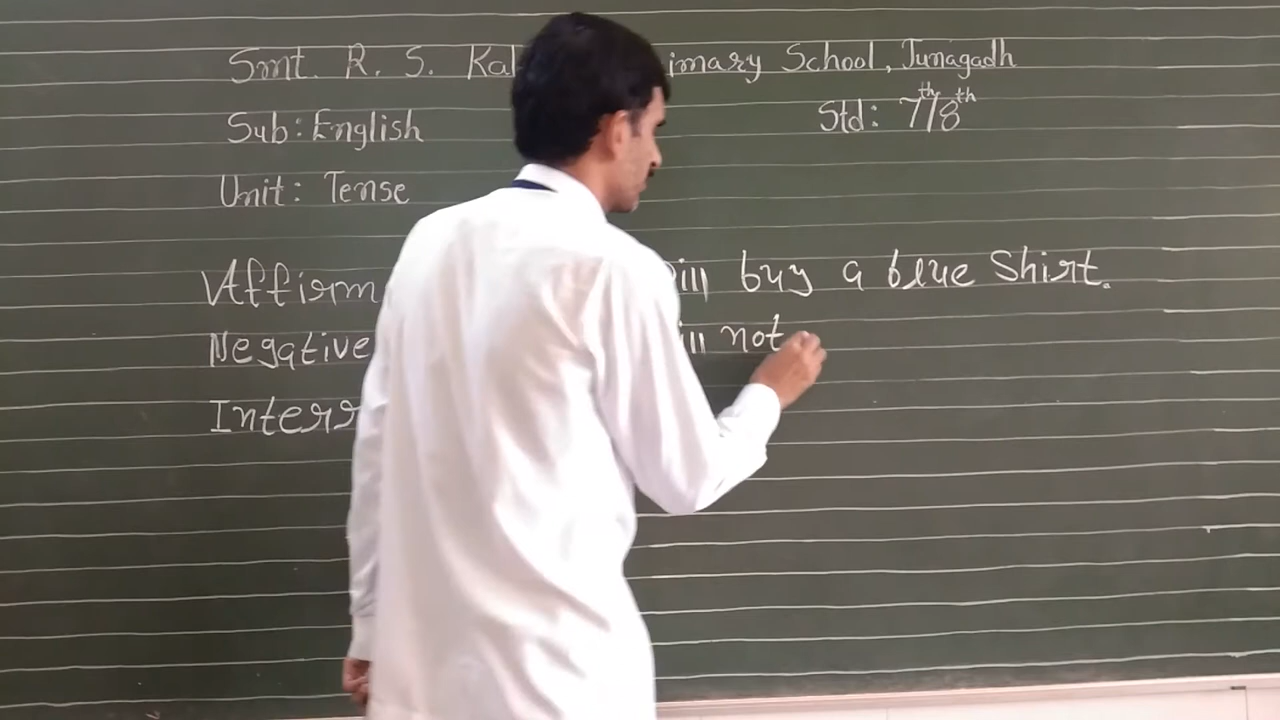 Smt. R. S. Kal imary School, Junagadh
Sub: English Std: 7th/8th
Unit: Tense
Affirm ill buy a blue Shirt.
Negative ill not
Interr